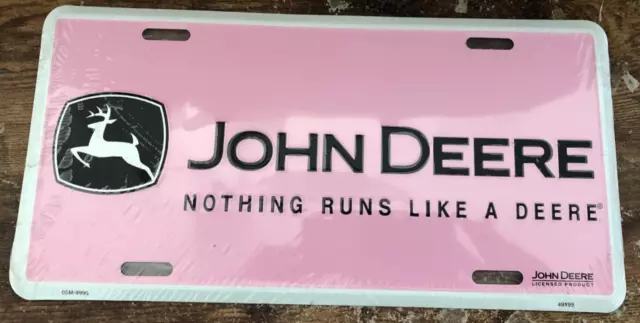 JOHN DEERE
NOTHING RUNS LIKE A DEERE®
JOHN DEERE
LICENSED PRODUCT